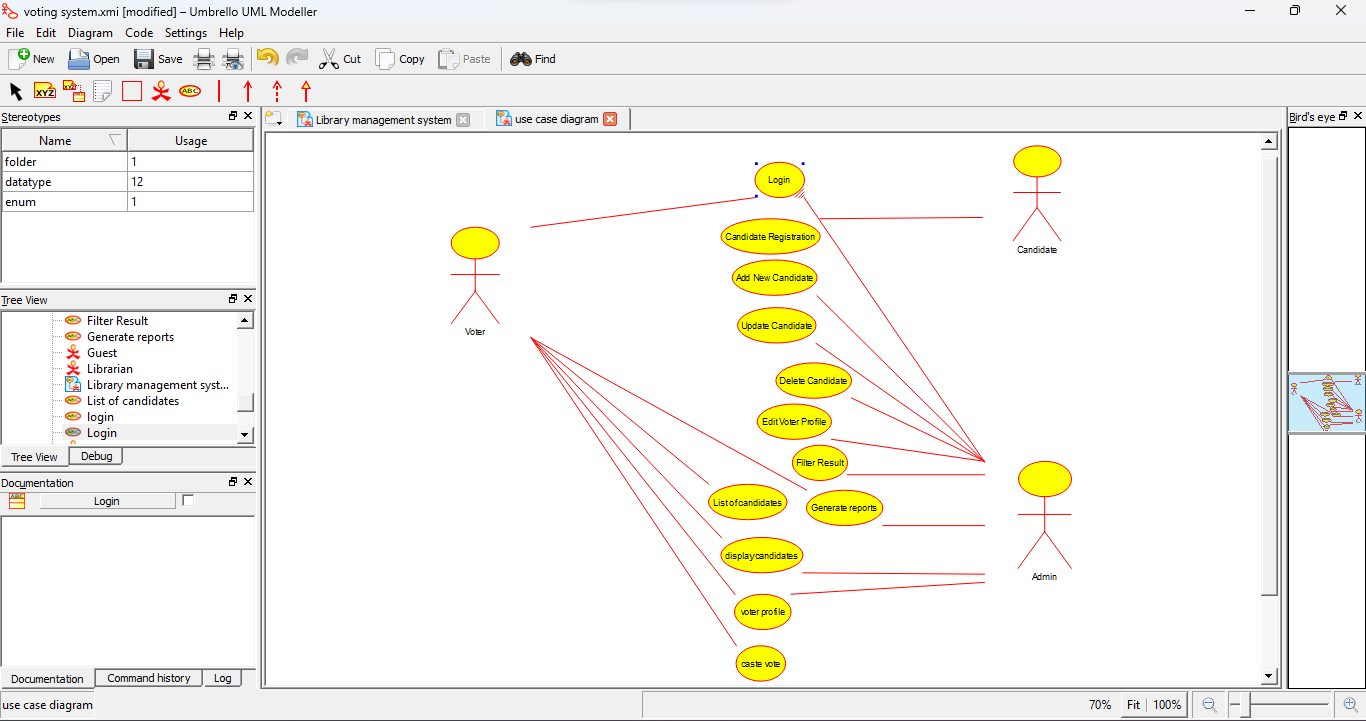 voting system.xmi [modified] – Umbrello UML Modeller
File Edit Diagram Code Settings Help
New Open Save Cut Copy Paste Find
XYZ XYZ ABC
Stereotypes
Name Usage
folder 1
datatype 12
enum 1
Tree View
Filter Result
Generate reports
Guest
Librarian
Library management syst...
List of candidates
login
Login
Tree View Debug
Documentation
Login
Documentation Command history Log
Library management system use case diagram
Bird's eye
Login
Candidate
Candidate Registration
Add New Candidate
Voter
Update Candidate
Delete Candidate
Edit Voter Profile
Filter Result
List of candidates
Generate reports
display candidates
Admin
voter profile
caste vote
use case diagram
70% Fit 100%